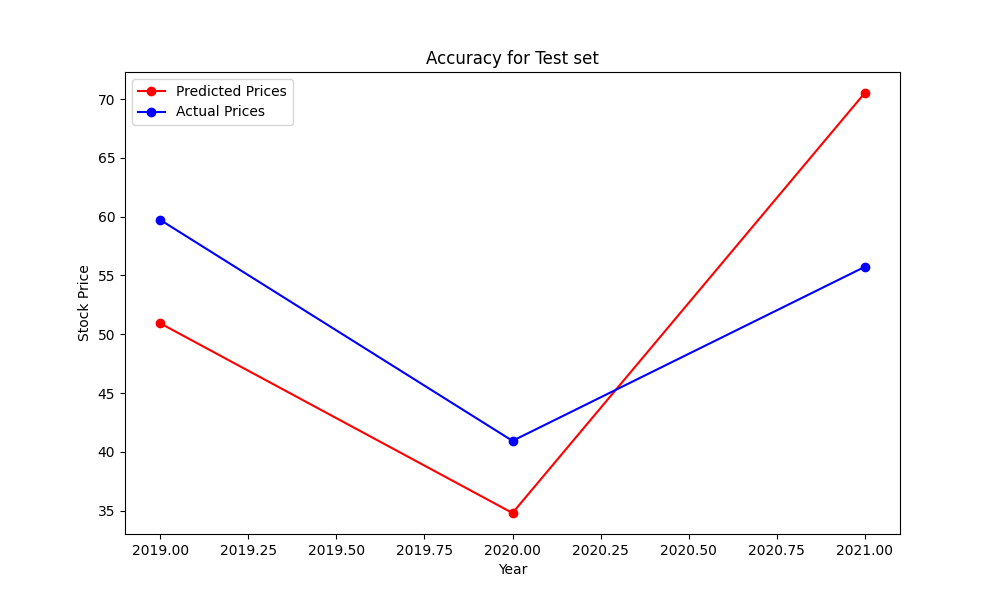 Accuracy for Test set
Predicted Prices
Actual Prices
70
65
60
55
50
45
40
35
Stock Price
2019.00 2019.25 2019.50 2019.75 2020.00 2020.25 2020.50 2020.75 2021.00
Year